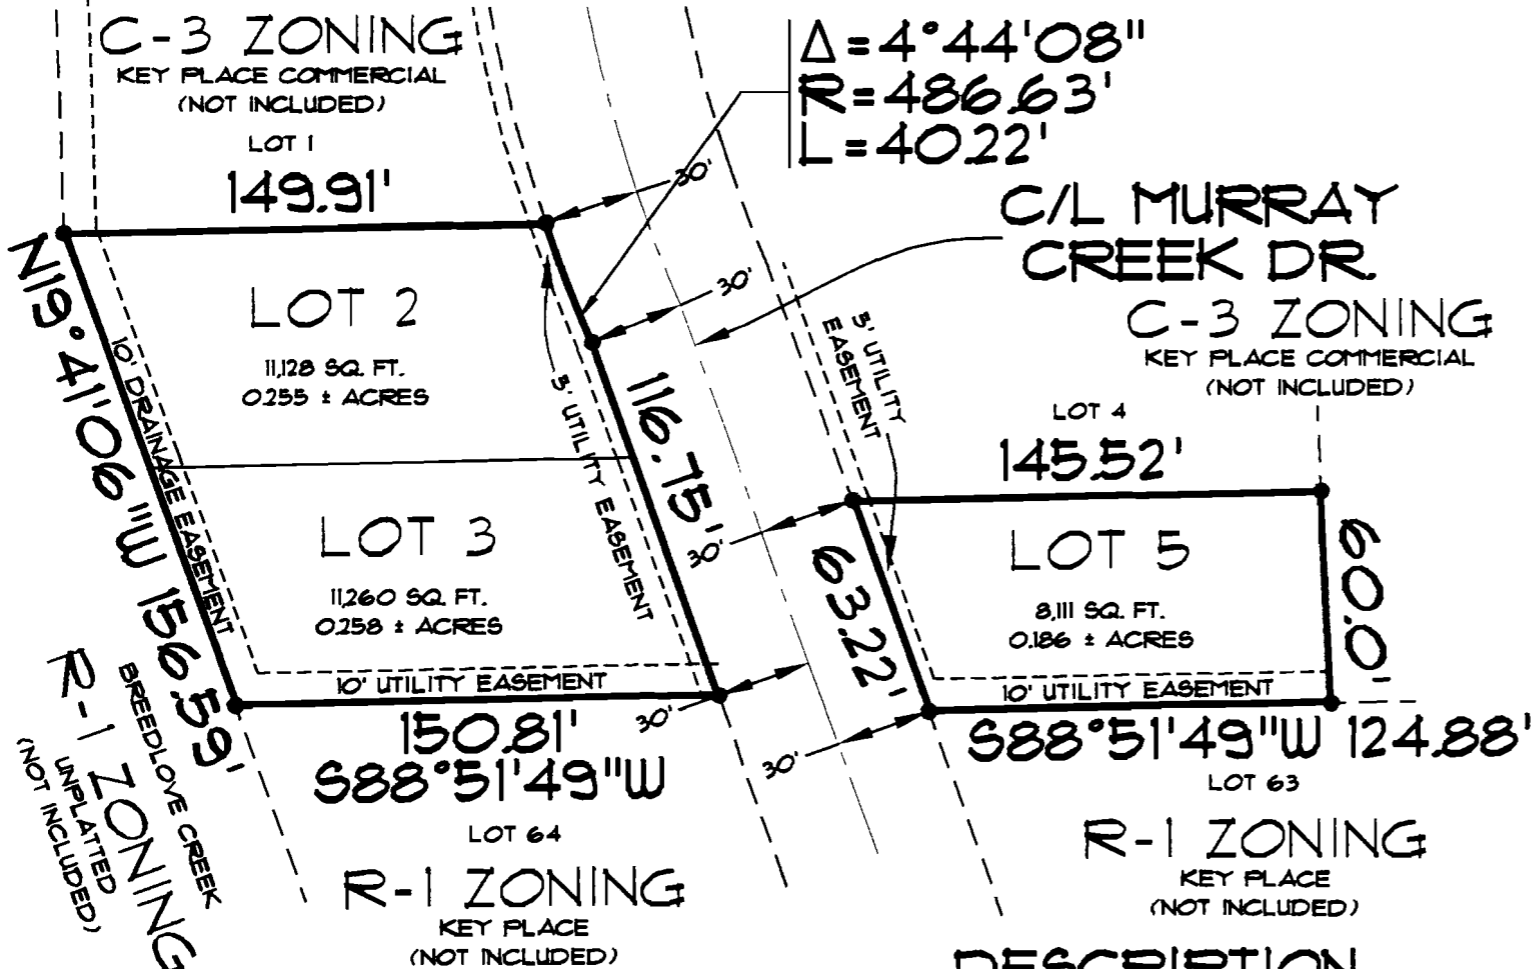 C-3 ZONING
KEY PLACE COMMERCIAL
(NOT INCLUDED)
LOT 1
149.91'
Δ=4°44'08"
R=486.63'
L=40.22'
30'
C/L MURRAY
CREEK DR.
30'
C-3 ZONING
KEY PLACE COMMERCIAL
(NOT INCLUDED)
LOT 4
145.52'
N19°41'06"W 156.59'
10' DRAINAGE EASEMENT
LOT 2
11,128 SQ. FT.
0.255 ± ACRES
5' UTILITY EASEMENT
116.75'
5' UTILITY
EASEMENT
LOT 3
11,260 SQ. FT.
0.258 ± ACRES
30'
63.22'
LOT 5
8,111 SQ. FT.
0.186 ± ACRES
60.0'
10' UTILITY EASEMENT
10' UTILITY EASEMENT
30'
30'
150.81'
S88°51'49"W
S88°51'49"W 124.88'
LOT 63
LOT 64
BREEDLOVE CREEK
R-1 ZONING
UNPLATTED
(NOT INCLUDED)
R-1 ZONING
KEY PLACE
(NOT INCLUDED)
R-1 ZONING
KEY PLACE
(NOT INCLUDED)
DESCRIPTION